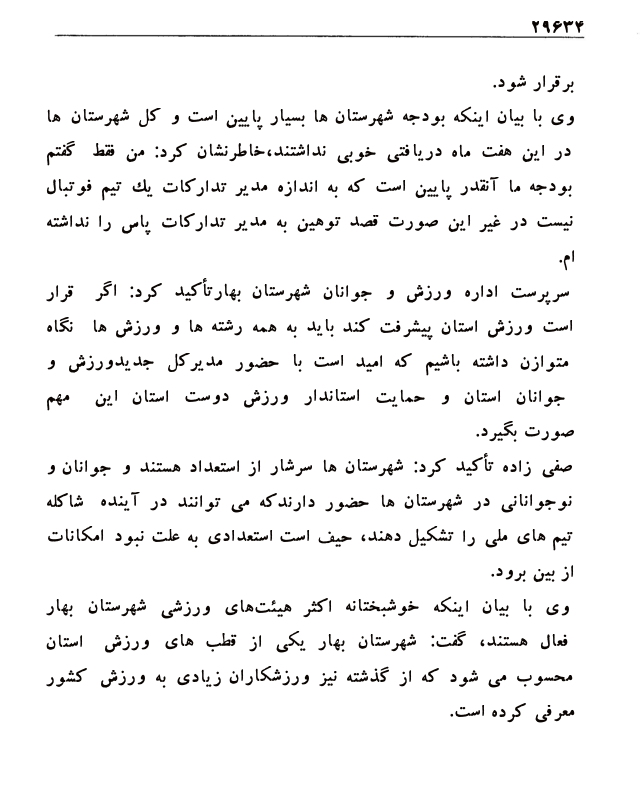 ۲۹۶۳۴
برقرار شود.
وی با بیان اینکه بودجه شهرستان ها بسیار پایین است و کل شهرستان ها
در این هفت ماه دریافتی خوبی نداشتند،خاطرنشان کرد: من فقط گفتم
بودجه ما آنقدر پایین است که به اندازه مدیر تدارکات یك تیم فوتبال
نیست در غیر این صورت قصد توهین به مدیر تدارکات پاس را نداشته
ام.
سرپرست اداره ورزش و جوانان شهرستان بهارتأکید کرد: اگر قرار
است ورزش استان پیشرفت کند باید به همه رشته ها و ورزش ها نگاه
متوازن داشته باشیم که امید است با حضور مدیرکل جدیدورزش و
جوانان استان و حمایت استاندار ورزش دوست استان این مهم
صورت بگیرد.
صفی زاده تأکید کرد: شهرستان ها سرشار از استعداد هستند و جوانان و
نوجوانانی در شهرستان ها حضور دارندکه می توانند در آینده شاکله
تیم های ملی را تشکیل دهند، حیف است استعدادی به علت نبود امکانات
از بین برود.
وی با بیان اینکه خوشبختانه اکثر هیئت‌های ورزشی شهرستان بهار
فعال هستند، گفت: شهرستان بهار یکی از قطب های ورزش استان
محسوب می شود که از گذشته نیز ورزشکاران زیادی به ورزش کشور
معرفی کرده است.